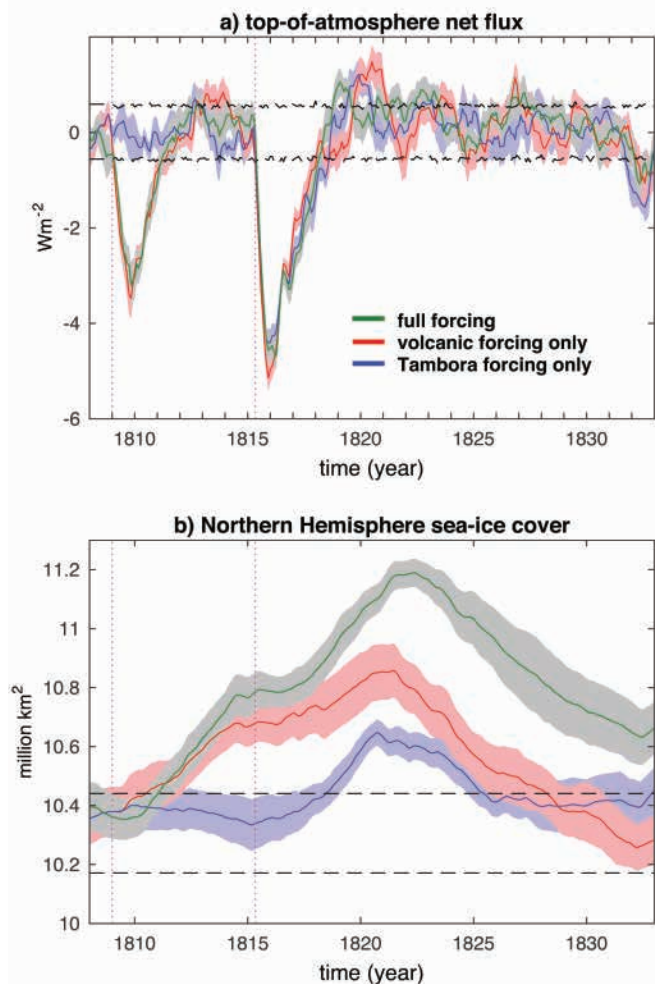 a) top-of-atmosphere net flux
0
-2
-4
-6
Wm-2
full forcing
volcanic forcing only
Tambora forcing only
1810 1815 1820 1825 1830
time (year)
b) Northern Hemisphere sea-ice cover
11.2
11
10.8
10.6
10.4
10.2
10
million km2
1810 1815 1820 1825 1830
time (year)